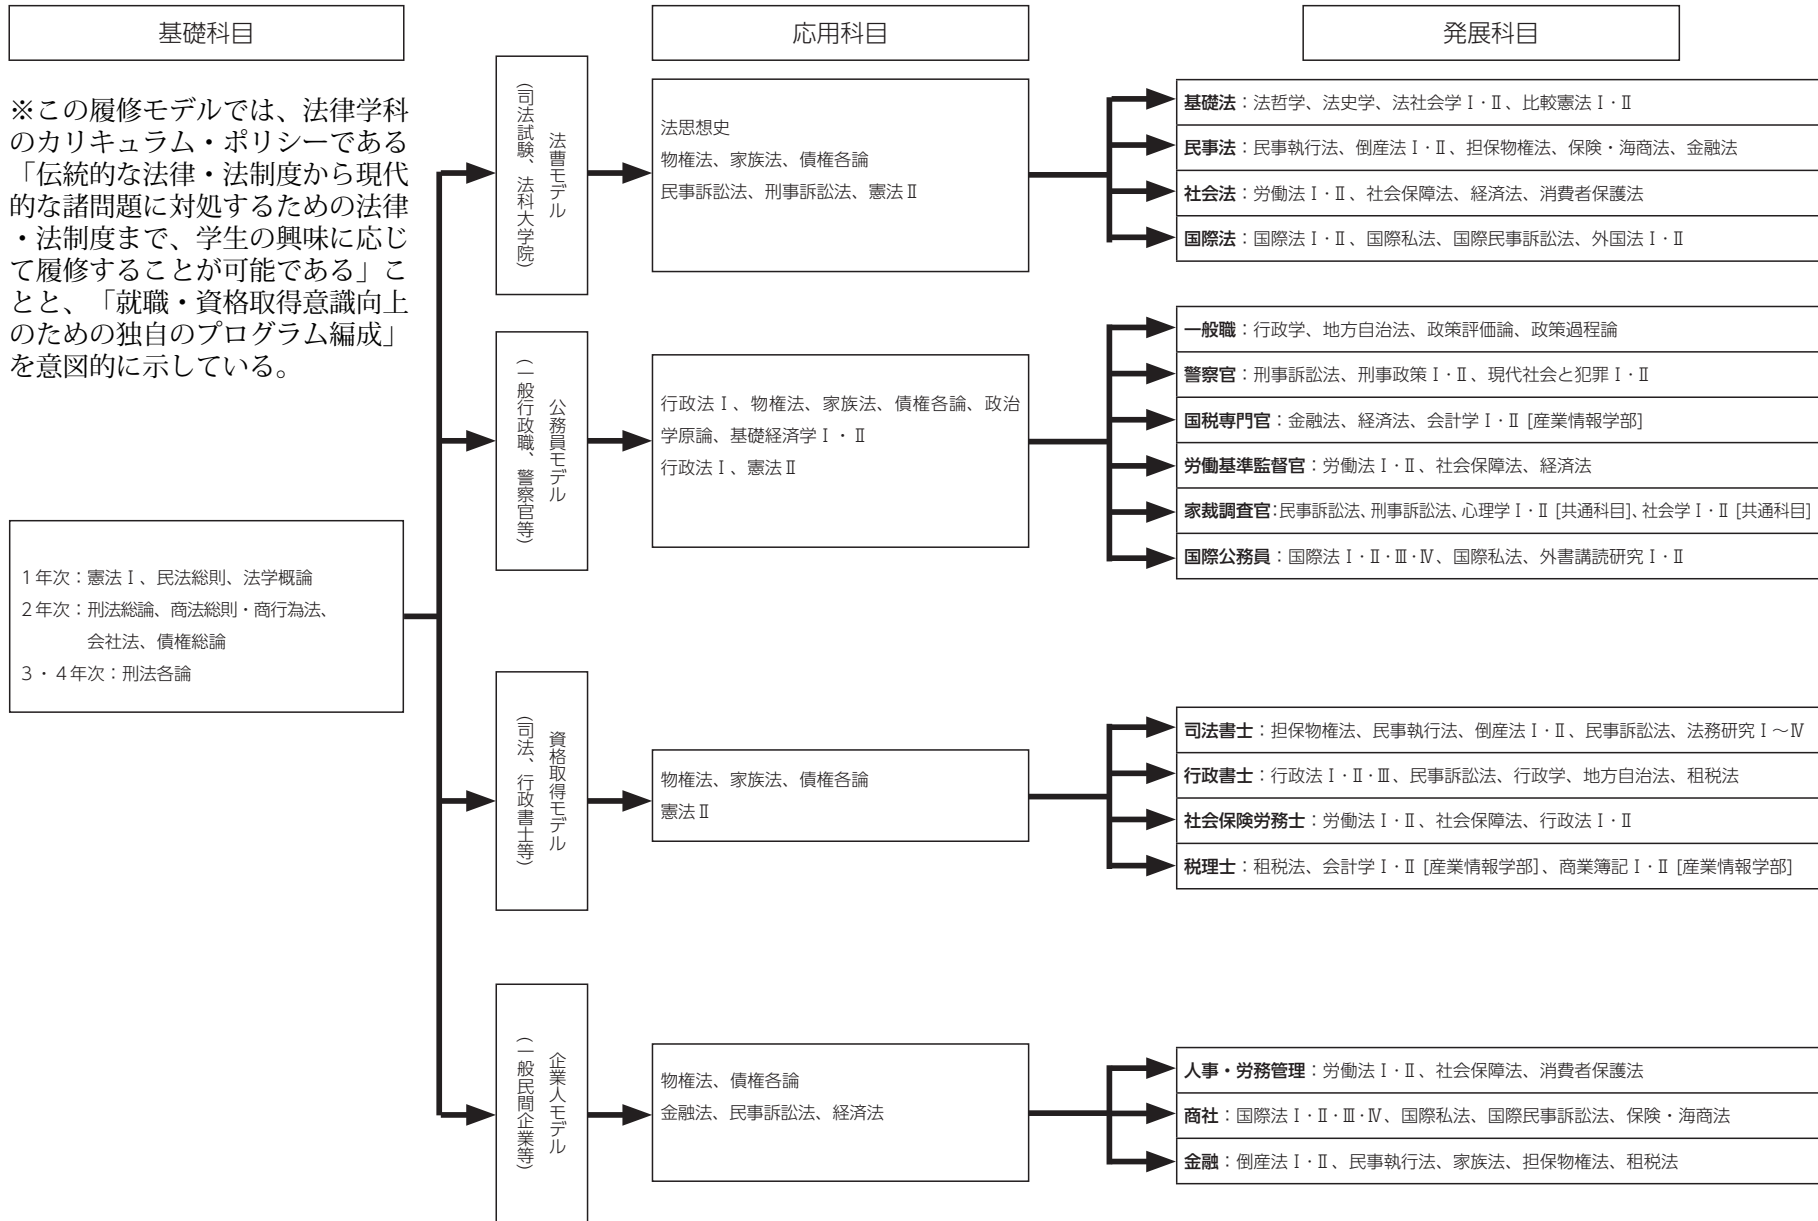 基礎科目
応用科目
発展科目
※この履修モデルでは、法律学科
のカリキュラム・ポリシーである
「伝統的な法律・法制度から現代
的な諸問題に対処するための法律
・法制度まで、学生の興味に応じ
て履修することが可能である」こ
とと、「就職・資格取得意識向上
のための独自のプログラム編成」
を意図的に示している。
1年次：憲法Ⅰ、民法総則、法学概論
2年次：刑法総論、商法総則・商行為法、
会社法、債権総論
3・4年次：刑法各論
法曹モデル
（司法試験、法科大学院）
法思想史
物権法、家族法、債権各論
民事訴訟法、刑事訴訟法、憲法Ⅱ
基礎法：法哲学、法史学、法社会学Ⅰ・Ⅱ、比較憲法Ⅰ・Ⅱ
民事法：民事執行法、倒産法Ⅰ・Ⅱ、担保物権法、保険・海商法、金融法
社会法：労働法Ⅰ・Ⅱ、社会保障法、経済法、消費者保護法
国際法：国際法Ⅰ・Ⅱ、国際私法、国際民事訴訟法、外国法Ⅰ・Ⅱ
公務員モデル
（一般行政職、警察官等）
行政法Ⅰ、物権法、家族法、債権各論、政治
学原論、基礎経済学Ⅰ・Ⅱ
行政法Ⅰ、憲法Ⅱ
一般職：行政学、地方自治法、政策評価論、政策過程論
警察官：刑事訴訟法、刑事政策Ⅰ・Ⅱ、現代社会と犯罪Ⅰ・Ⅱ
国税専門官：金融法、経済法、会計学Ⅰ・Ⅱ [産業情報学部]
労働基準監督官：労働法Ⅰ・Ⅱ、社会保障法、経済法
家裁調査官：民事訴訟法、刑事訴訟法、心理学Ⅰ・Ⅱ [共通科目]、社会学Ⅰ・Ⅱ [共通科目]
国際公務員：国際法Ⅰ・Ⅱ・Ⅲ・Ⅳ、国際私法、外書講読研究Ⅰ・Ⅱ
資格取得モデル
（司法、行政書士等）
物権法、家族法、債権各論
憲法Ⅱ
司法書士：担保物権法、民事執行法、倒産法Ⅰ・Ⅱ、民事訴訟法、法務研究Ⅰ～Ⅳ
行政書士：行政法Ⅰ・Ⅱ・Ⅲ、民事訴訟法、行政学、地方自治法、租税法
社会保険労務士：労働法Ⅰ・Ⅱ、社会保障法、行政法Ⅰ・Ⅱ
税理士：租税法、会計学Ⅰ・Ⅱ [産業情報学部]、商業簿記Ⅰ・Ⅱ [産業情報学部]
企業人モデル
（一般民間企業等）
物権法、債権各論
金融法、民事訴訟法、経済法
人事・労務管理：労働法Ⅰ・Ⅱ、社会保障法、消費者保護法
商社：国際法Ⅰ・Ⅱ・Ⅲ・Ⅳ、国際私法、国際民事訴訟法、保険・海商法
金融：倒産法Ⅰ・Ⅱ、民事執行法、家族法、担保物権法、租税法